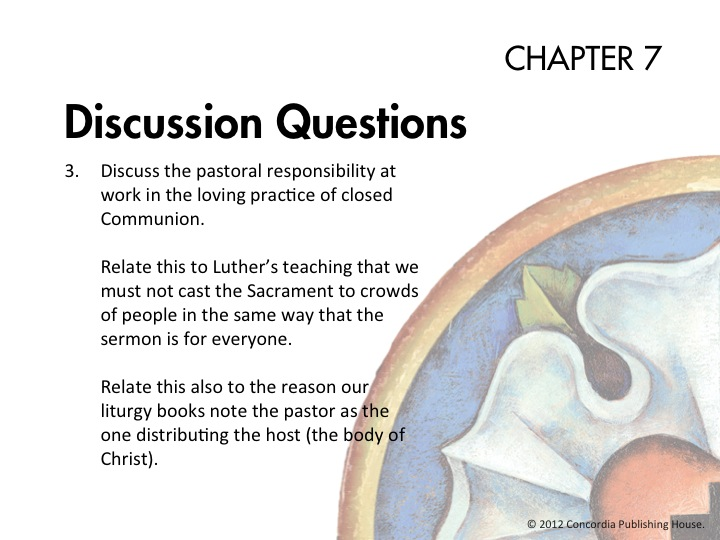 CHAPTER 7
Discussion Questions
3. Discuss the pastoral responsibility at
work in the loving practice of closed
Communion.
Relate this to Luther’s teaching that we
must not cast the Sacrament to crowds
of people in the same way that the
sermon is for everyone.
Relate this also to the reason our
liturgy books note the pastor as the
one distributing the host (the body of
Christ).
© 2012 Concordia Publishing House.